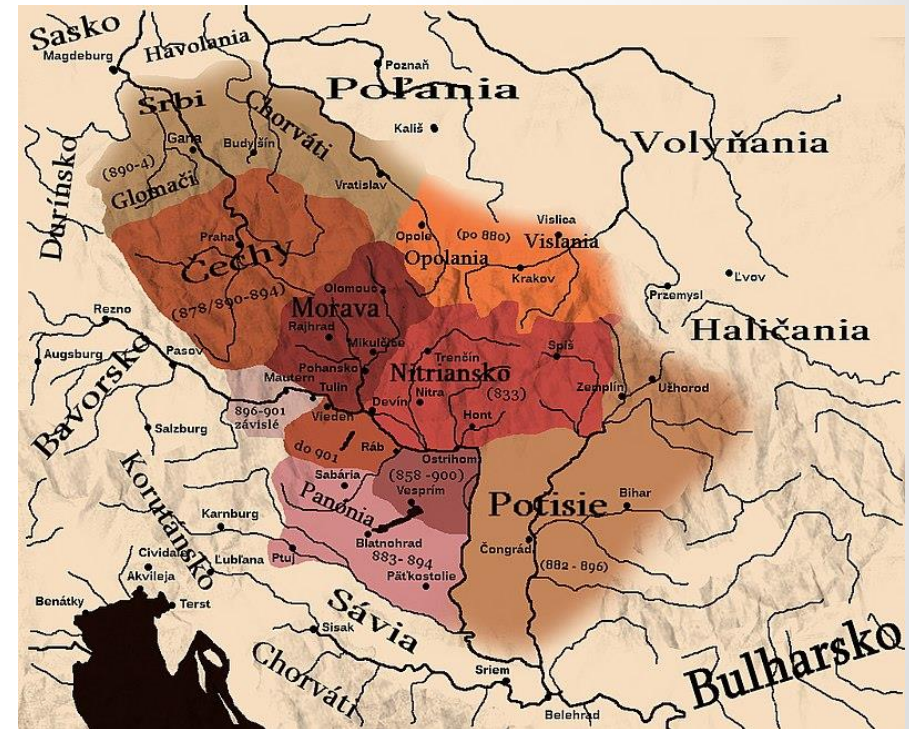 Sasko
Magdeburg
Havolania
Poznaň
Poľania
Srbi
Chorváti
Kališ
Volyňania
Gana
Budyšín
(890-4)
Glomači
Durínsko
Vratislav
Opole
(po 880)
Vislica
Vislania
Opolania
Krakov
Praha
Čechy
(878/890-894)
Ľvov
Przemysl
Haličania
Olomouc
Morava
Rajhrad
Mikulčice
Rezno
Augsburg
Pasov
Bavorsko
Pohansko
Trenčín
Spiš
Nitriansko
(833)
Nitra
Zemplín
Užhorod
Mautern
Tulln
Devín
Hont
Viedeň
896-901
závislé
Salzburg
do 901
Ráb
Ostrihom
Sabária
(858 -900)
Vesprím
Panónia
Potisie
Bihar
Korutánsko
Karnburg
Blatnohrad
883- 894
Čongrád
(882 - 896)
Cividale
Ľubľana
Ptuj
Päťkostolie
Akvileja
Benátky
Terst
Sávia
Sisak
Chorváti
Sriem
Bulharsko
Belehrad